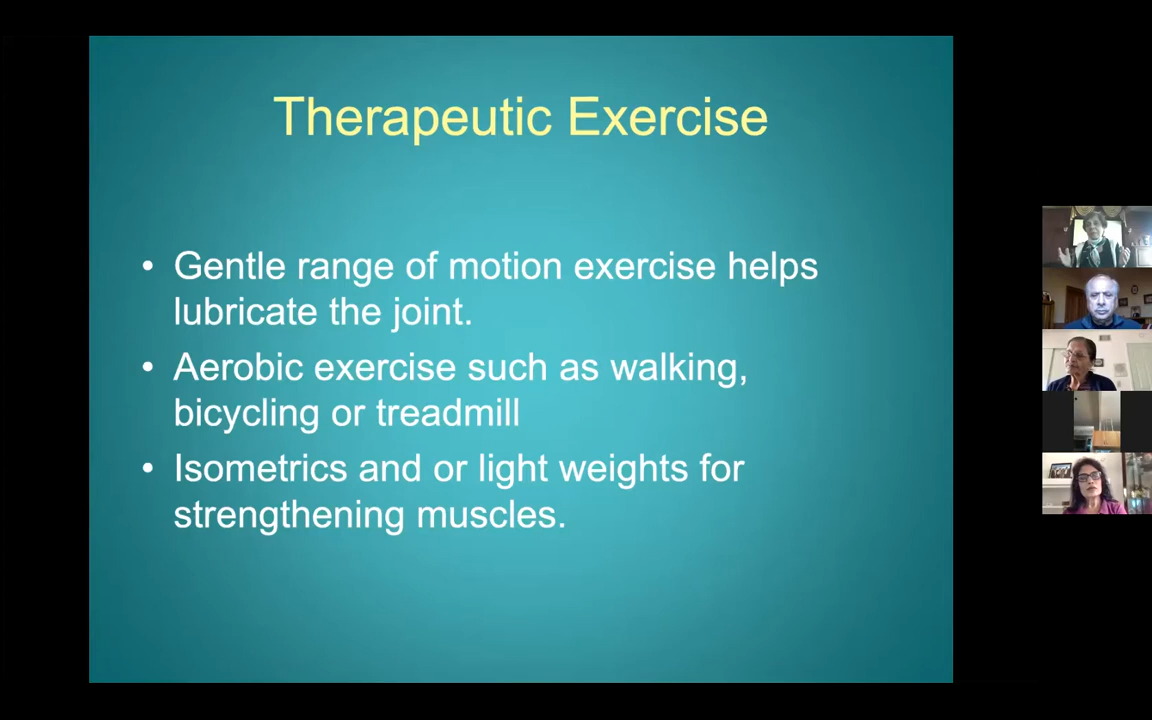 Therapeutic Exercise
• Gentle range of motion exercise helps
lubricate the joint.
• Aerobic exercise such as walking,
bicycling or treadmill
• Isometrics and or light weights for
strengthening muscles.